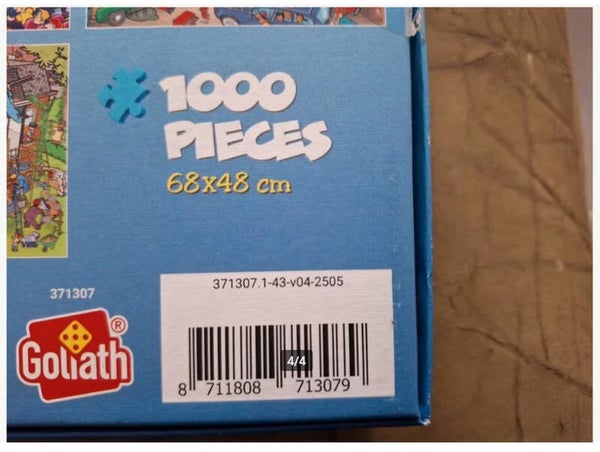 1000
PIECES
68x48 cm
371307
Goliath®
371307.1-43-v04-2505
4/4
8 711808 713079